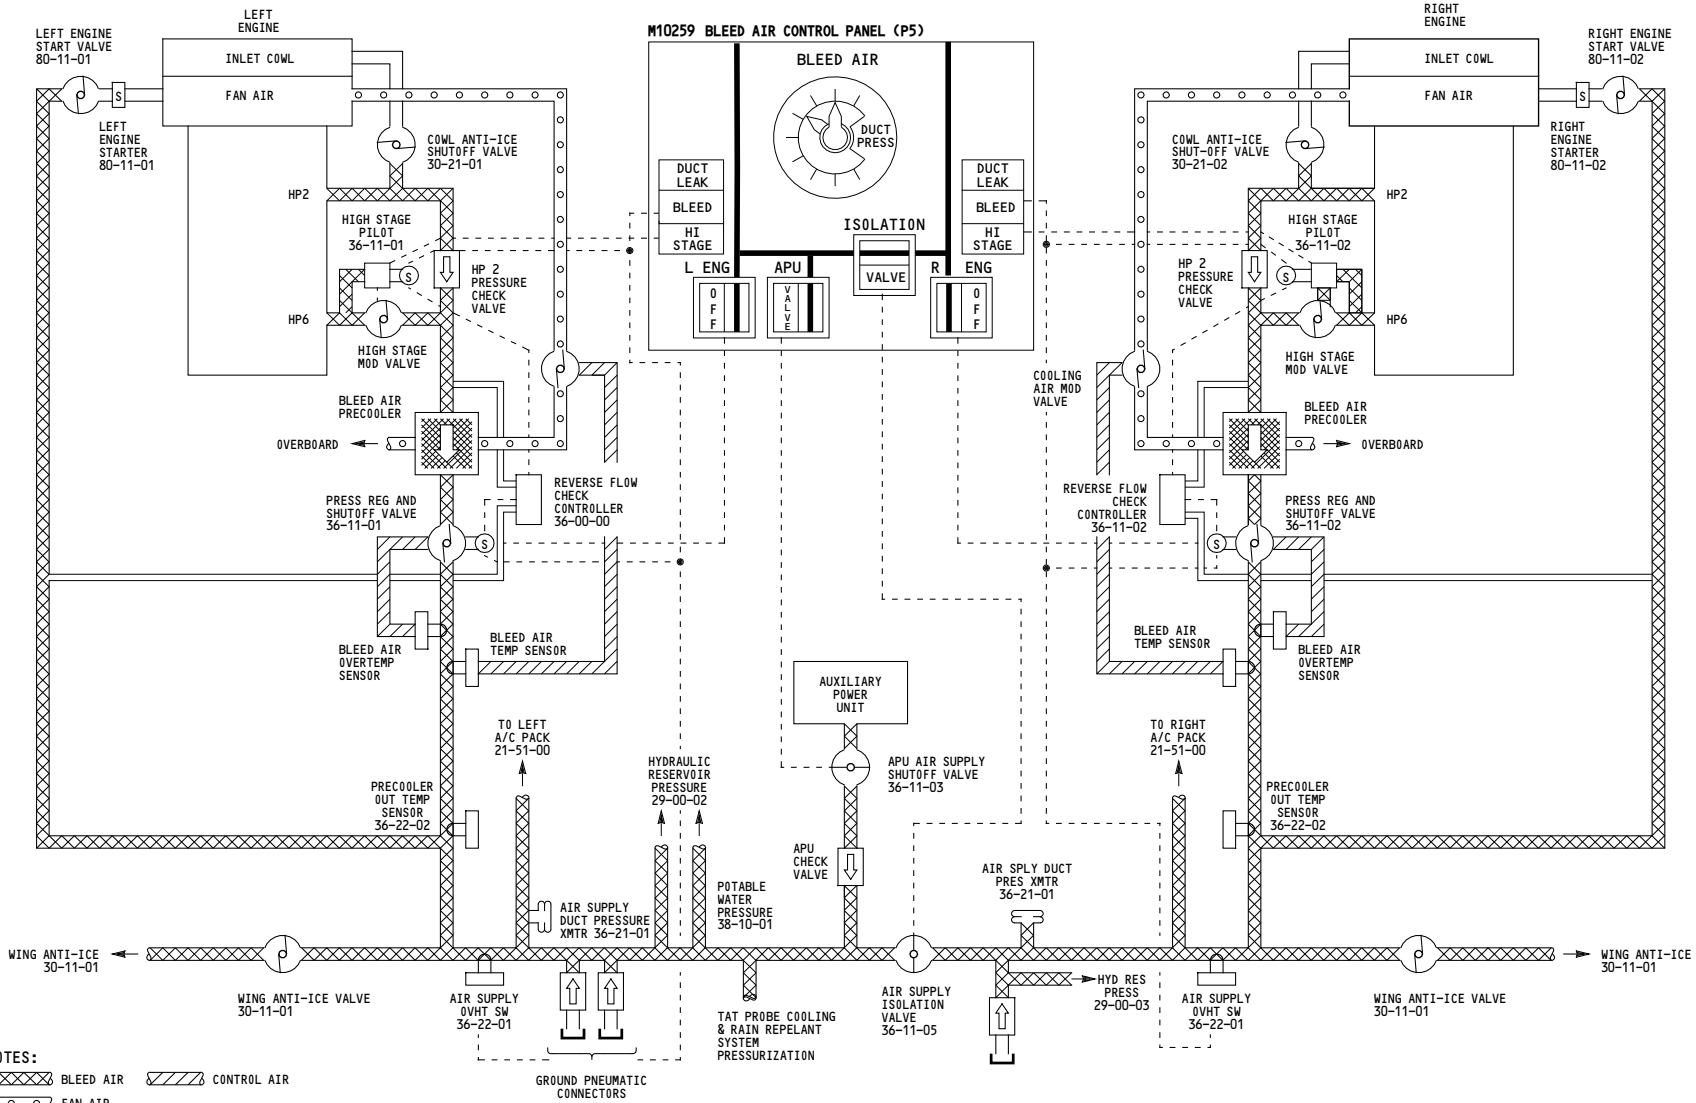 LEFT
ENGINE
LEFT ENGINE
START VALVE
80-11-01
INLET COWL
FAN AIR
S
LEFT
ENGINE
STARTER
80-11-01
COWL ANTI-ICE
SHUTOFF VALVE
30-21-01
HP2
HIGH STAGE
PILOT
36-11-01
S
HP 2
PRESSURE
CHECK
VALVE
HP6
HIGH STAGE
MOD VALVE
BLEED AIR
PRECOOLER
OVERBOARD
PRESS REG AND
SHUTOFF VALVE
36-11-01
S
REVERSE FLOW
CHECK
CONTROLLER
36-00-00
BLEED AIR
OVERTEMP
SENSOR
BLEED AIR
TEMP SENSOR
PRECOOLER
OUT TEMP
SENSOR
36-22-02
TO LEFT
A/C PACK
21-51-00
M10259 BLEED AIR CONTROL PANEL (P5)
BLEED AIR
DUCT
PRESS
DUCT
LEAK
BLEED
HI
STAGE
DUCT
LEAK
BLEED
HI
STAGE
ISOLATION
VALVE
L ENG
APU
R ENG
OFF
VALVE
OFF
RIGHT
ENGINE
RIGHT ENGINE
START VALVE
80-11-02
INLET COWL
FAN AIR
S
RIGHT
ENGINE
STARTER
80-11-02
COWL ANTI-ICE
SHUT-OFF VALVE
30-21-02
HP2
HIGH STAGE
PILOT
36-11-02
S
HP 2
PRESSURE
CHECK
VALVE
HP6
HIGH STAGE
MOD VALVE
COOLING
AIR MOD
VALVE
BLEED AIR
PRECOOLER
OVERBOARD
REVERSE FLOW
CHECK
CONTROLLER
36-11-02
PRESS REG AND
SHUTOFF VALVE
36-11-02
S
BLEED AIR
TEMP SENSOR
BLEED AIR
OVERTEMP
SENSOR
TO RIGHT
A/C PACK
21-51-00
PRECOOLER
OUT TEMP
SENSOR
36-22-02
AUXILIARY
POWER
UNIT
HYDRAULIC
RESERVOIR
PRESSURE
29-00-02
APU AIR SUPPLY
SHUTOFF VALVE
36-11-03
APU
CHECK
VALVE
AIR SPLY DUCT
PRES XMTR
36-21-01
AIR SUPPLY
DUCT PRESSURE
XMTR 36-21-01
POTABLE
WATER
PRESSURE
38-10-01
WING ANTI-ICE
30-11-01
WING ANTI-ICE VALVE
30-11-01
AIR SUPPLY
OVHT SW
36-22-01
GROUND PNEUMATIC
CONNECTORS
TAT PROBE COOLING
& RAIN REPELANT
SYSTEM
PRESSURIZATION
AIR SUPPLY
ISOLATION
VALVE
36-11-05
HYD RES
PRESS
29-00-03
AIR SUPPLY
OVHT SW
36-22-01
WING ANTI-ICE VALVE
30-11-01
WING ANTI-ICE
30-11-01
OTES:
BLEED AIR
CONTROL AIR
FAN AIR